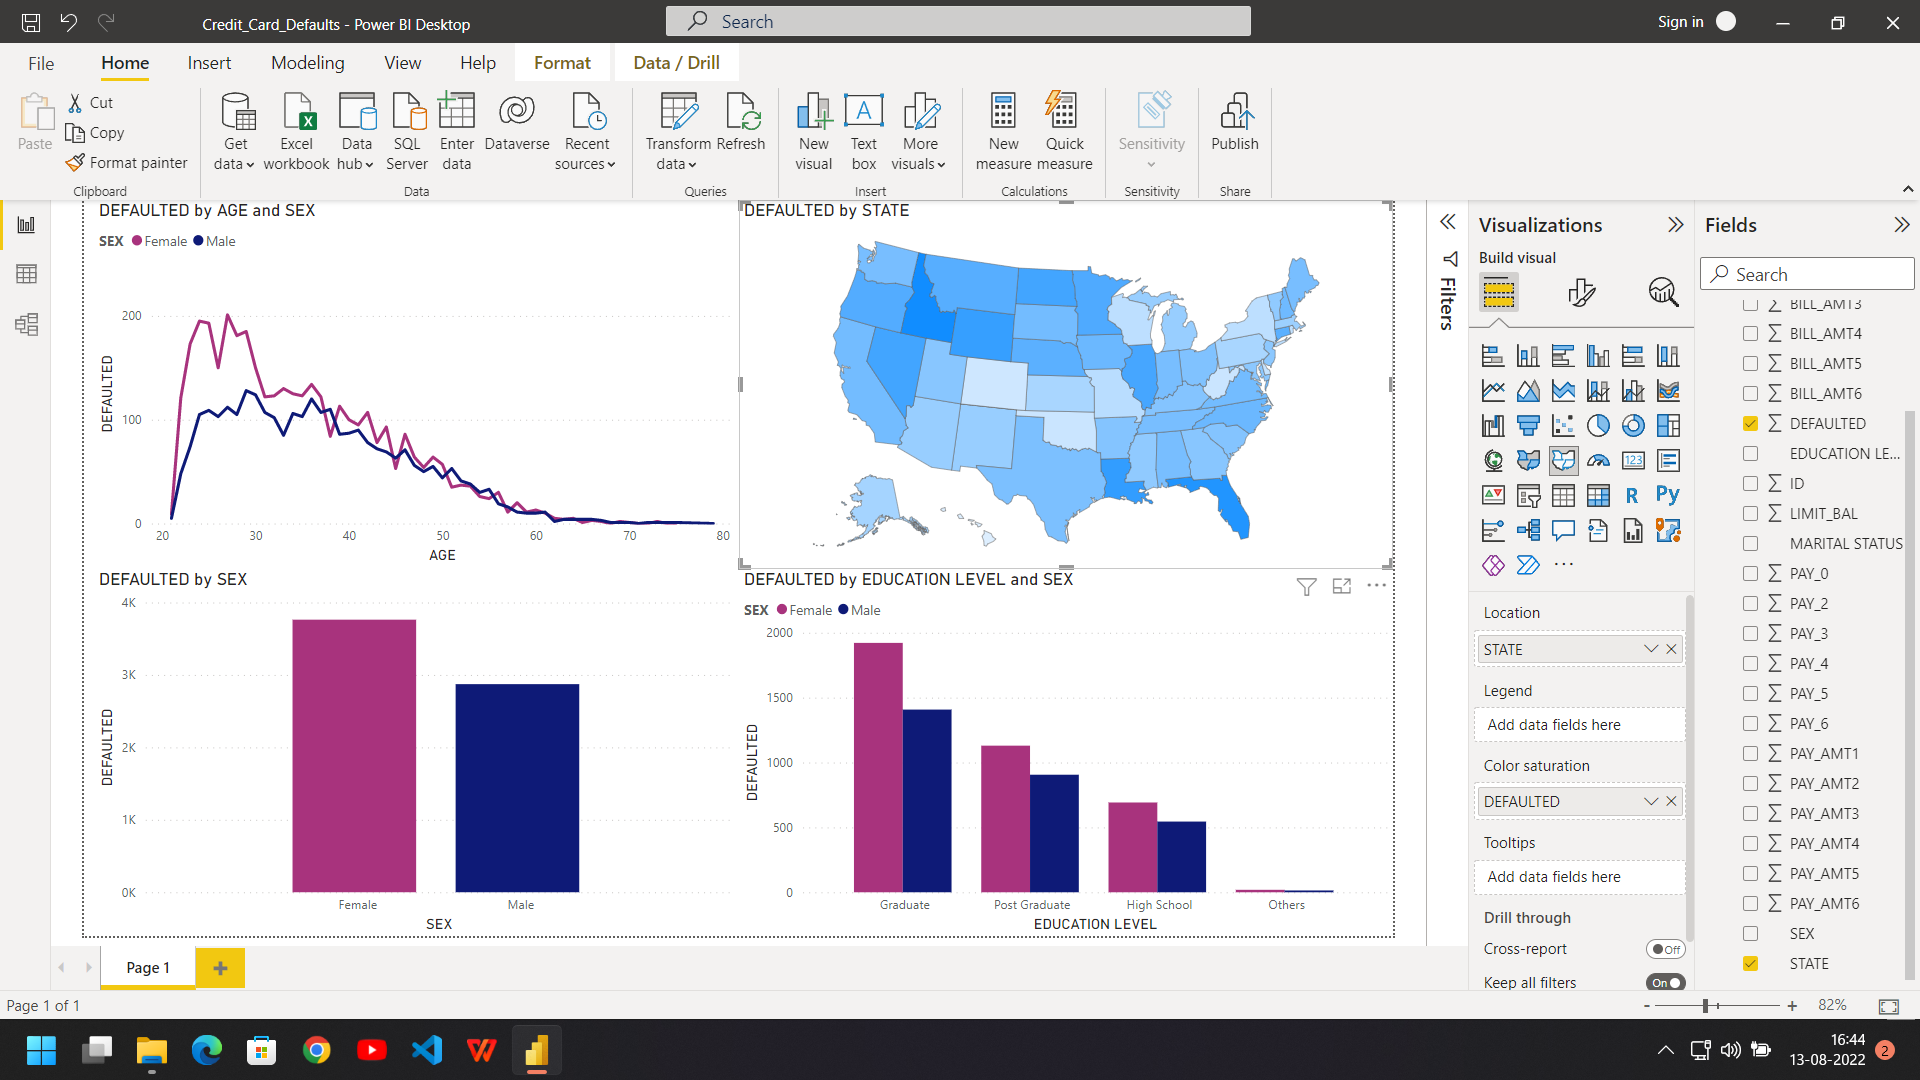 Credit_Card_Defaults - Power BI Desktop
Search
Sign in
File
Home
Insert
Modeling
View
Help
Format
Data / Drill
Paste
Cut
Copy
Format painter
Clipboard
Get data
Excel workbook
Data hub
SQL Server
Enter data
Dataverse
Recent sources
Data
Transform data
Refresh
Queries
New visual
Text box
More visuals
Insert
New measure
Quick measure
Calculations
Sensitivity
Sensitivity
Publish
Share
DEFAULTED by AGE and SEX
SEX Female Male
DEFAULTED
200
100
0
20 30 40 50 60 70 80
AGE
DEFAULTED by STATE
DEFAULTED by SEX
DEFAULTED
4K
3K
2K
1K
0K
Female Male
SEX
DEFAULTED by EDUCATION LEVEL and SEX
SEX Female Male
DEFAULTED
2000
1500
1000
500
0
Graduate Post Graduate High School Others
EDUCATION LEVEL
Filters
Visualizations
Build visual
123
R
Py
Location
STATE
Legend
Add data fields here
Color saturation
DEFAULTED
Tooltips
Add data fields here
Drill through
Cross-report
Off
Keep all filters
On
Fields
Search
BILL_AMT3
BILL_AMT4
BILL_AMT5
BILL_AMT6
DEFAULTED
EDUCATION LE...
ID
LIMIT_BAL
MARITAL STATUS
PAY_0
PAY_2
PAY_3
PAY_4
PAY_5
PAY_6
PAY_AMT1
PAY_AMT2
PAY_AMT3
PAY_AMT4
PAY_AMT5
PAY_AMT6
SEX
STATE
Page 1
Page 1 of 1
- + 82%
16:44
13-08-2022
2